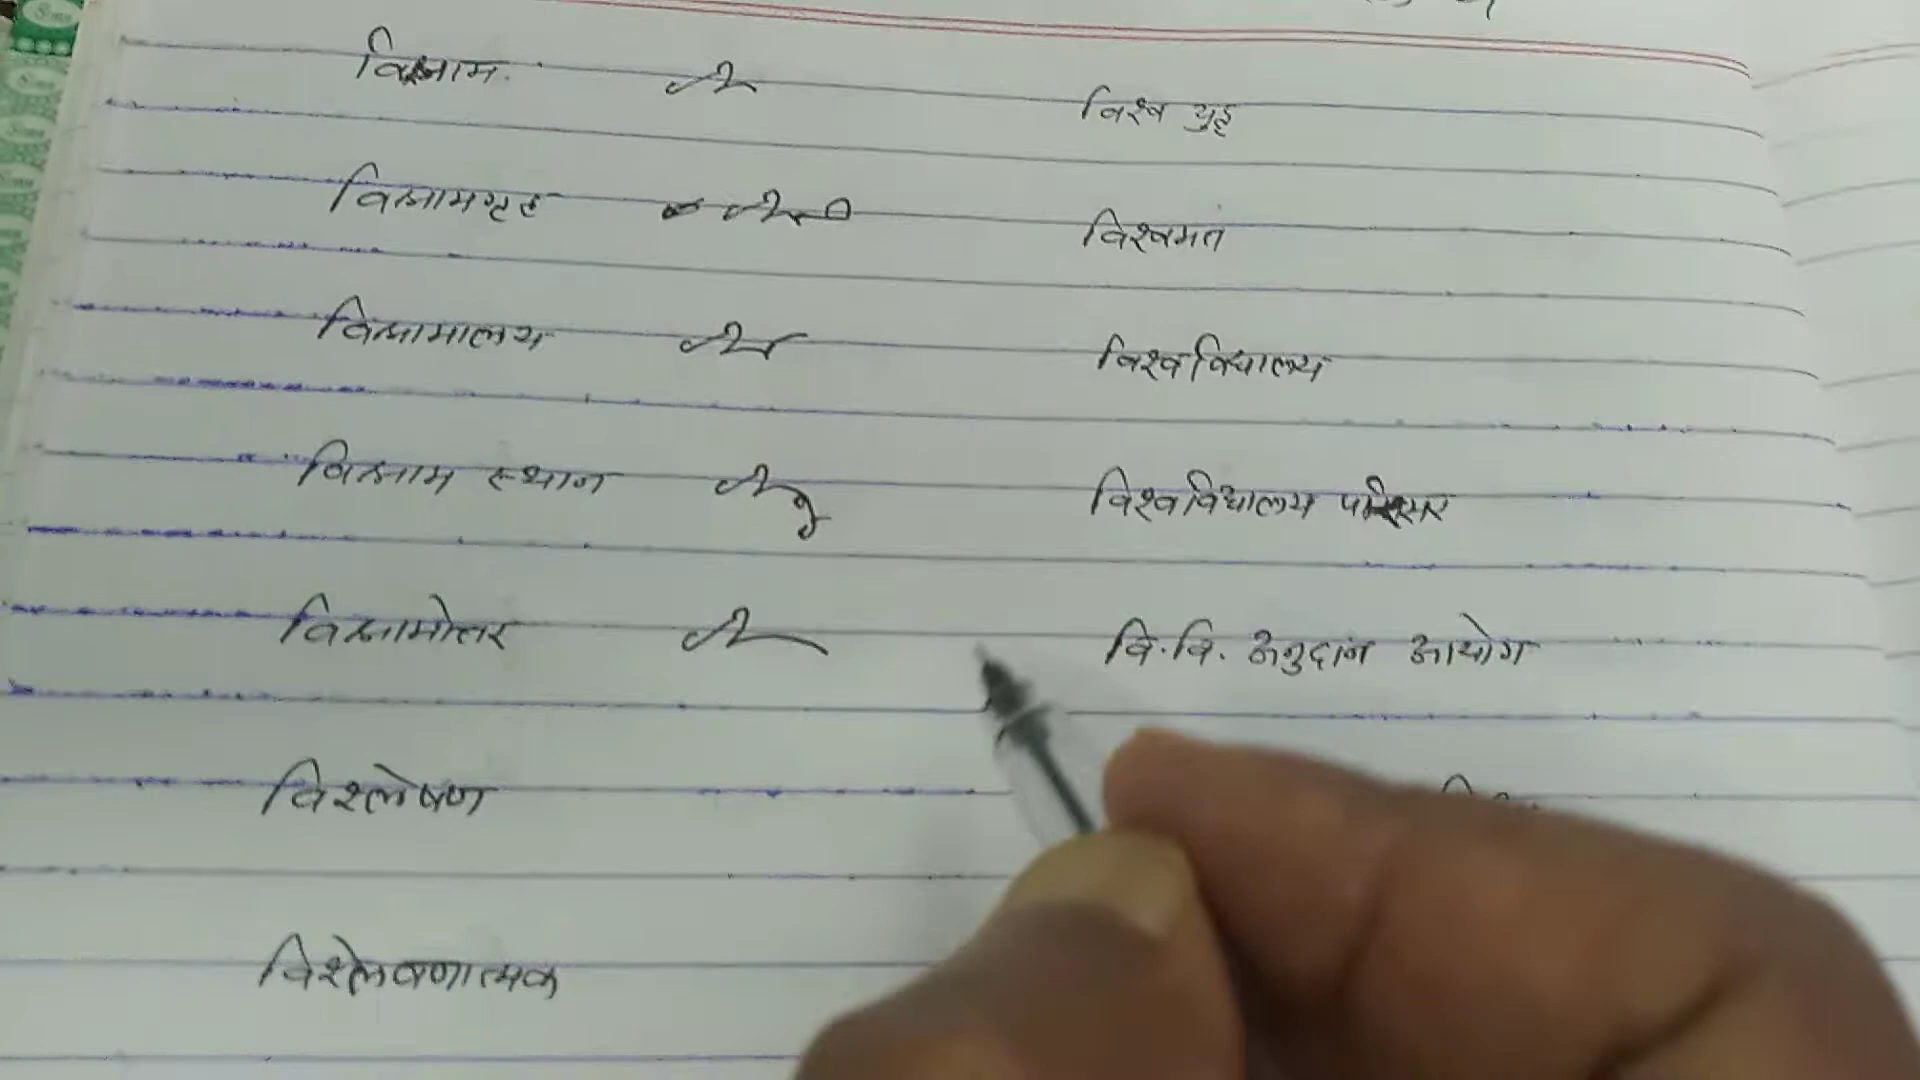 विश्राम
विश्व युद्ध
विश्रामगृह
विश्वमत
विश्रामालय
विश्वविद्यालय
विश्राम स्थान
विश्वविद्यालय परिसर
विश्रामोत्तर
वि.वि. अनुदान आयोग
विश्लेषण
विश्लेषणात्मक